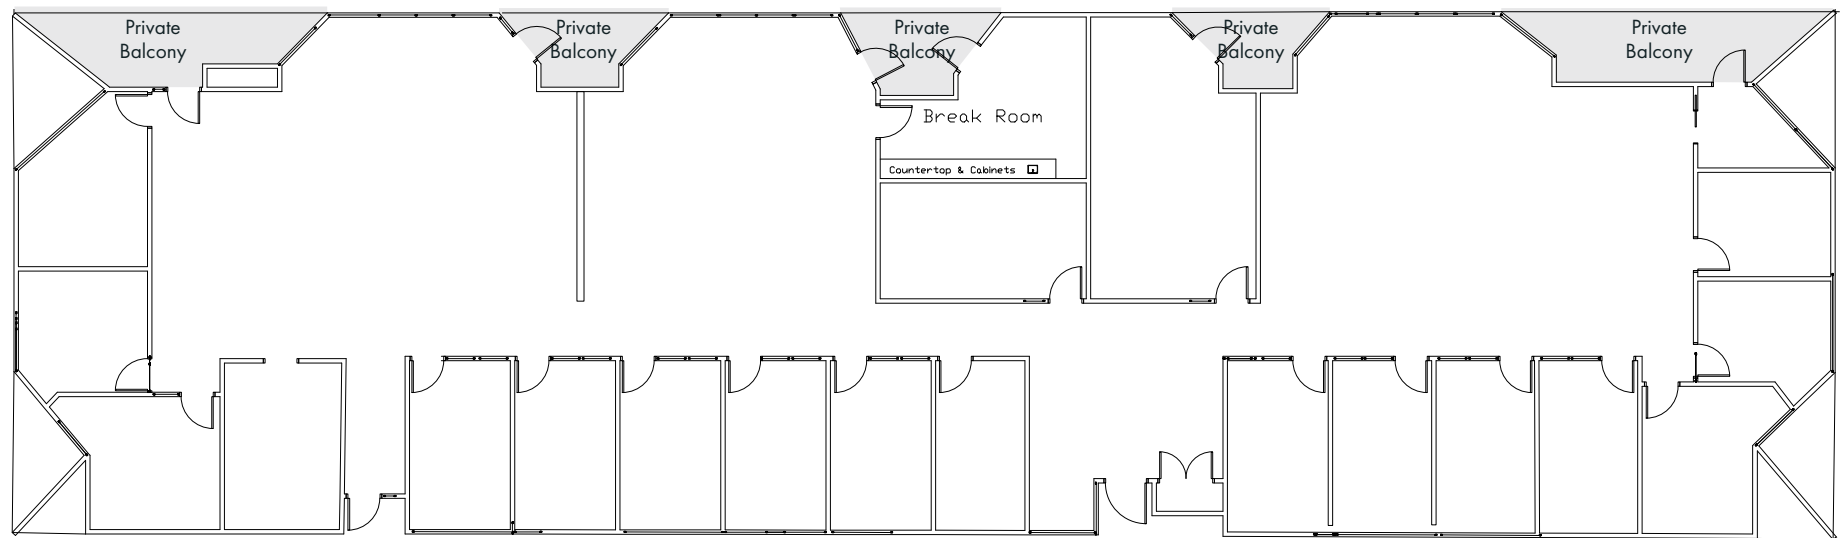 Private
Balcony
Private
Balcony
Private
Balcony
Private
Balcony
Private
Balcony
Break Room
Countertop & Cabinets